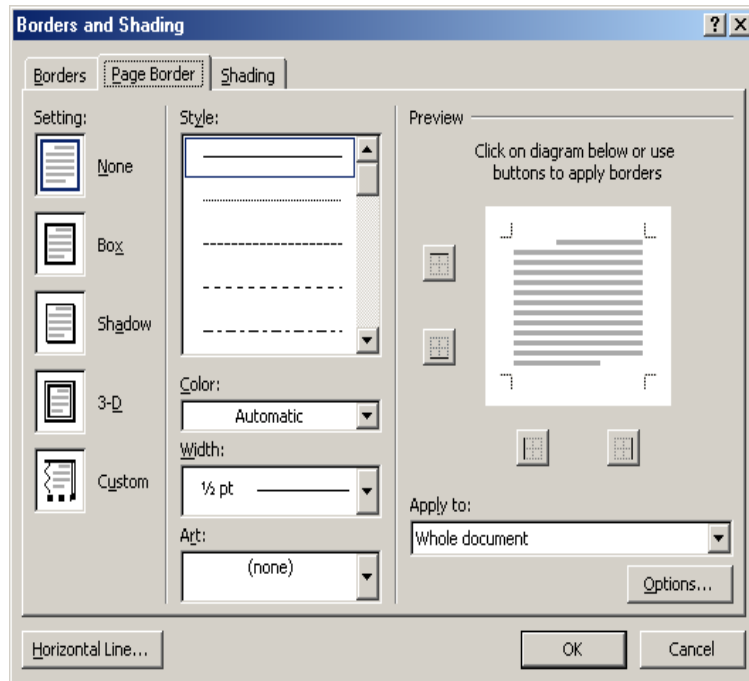 Borders and Shading
? X
Borders
Page Border
Shading
Setting:
None
Box
Shadow
3-D
Custom
Style:
Color:
Automatic
Width:
½ pt
Art:
(none)
Preview
Click on diagram below or use
buttons to apply borders
Apply to:
Whole document
Options...
Horizontal Line...
OK
Cancel